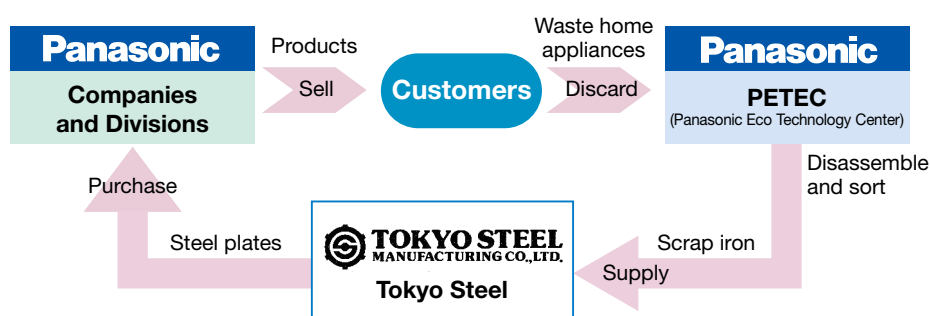 Panasonic
Companies
and Divisions
Products
Sell
Customers
Waste home
appliances
Discard
Panasonic
PETEC
(Panasonic Eco Technology Center)
Disassemble
and sort
Scrap iron
Supply
TOKYO STEEL
MANUFACTURING CO.,LTD.
Tokyo Steel
Steel plates
Purchase